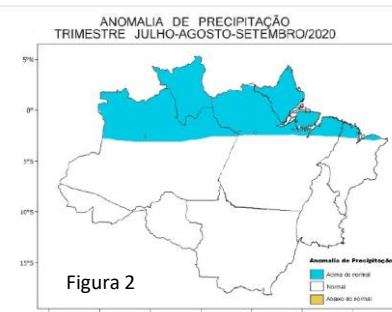 ANOMALIA DE PRECIPITAÇÃO
TRIMESTRE JULHO-AGOSTO-SETEMBRO/2020
5°
0°
5°S
10°S
15°S
Figura 2
Anomalia de Precipitação
Acima do normal
Normal
Abaixo do normal